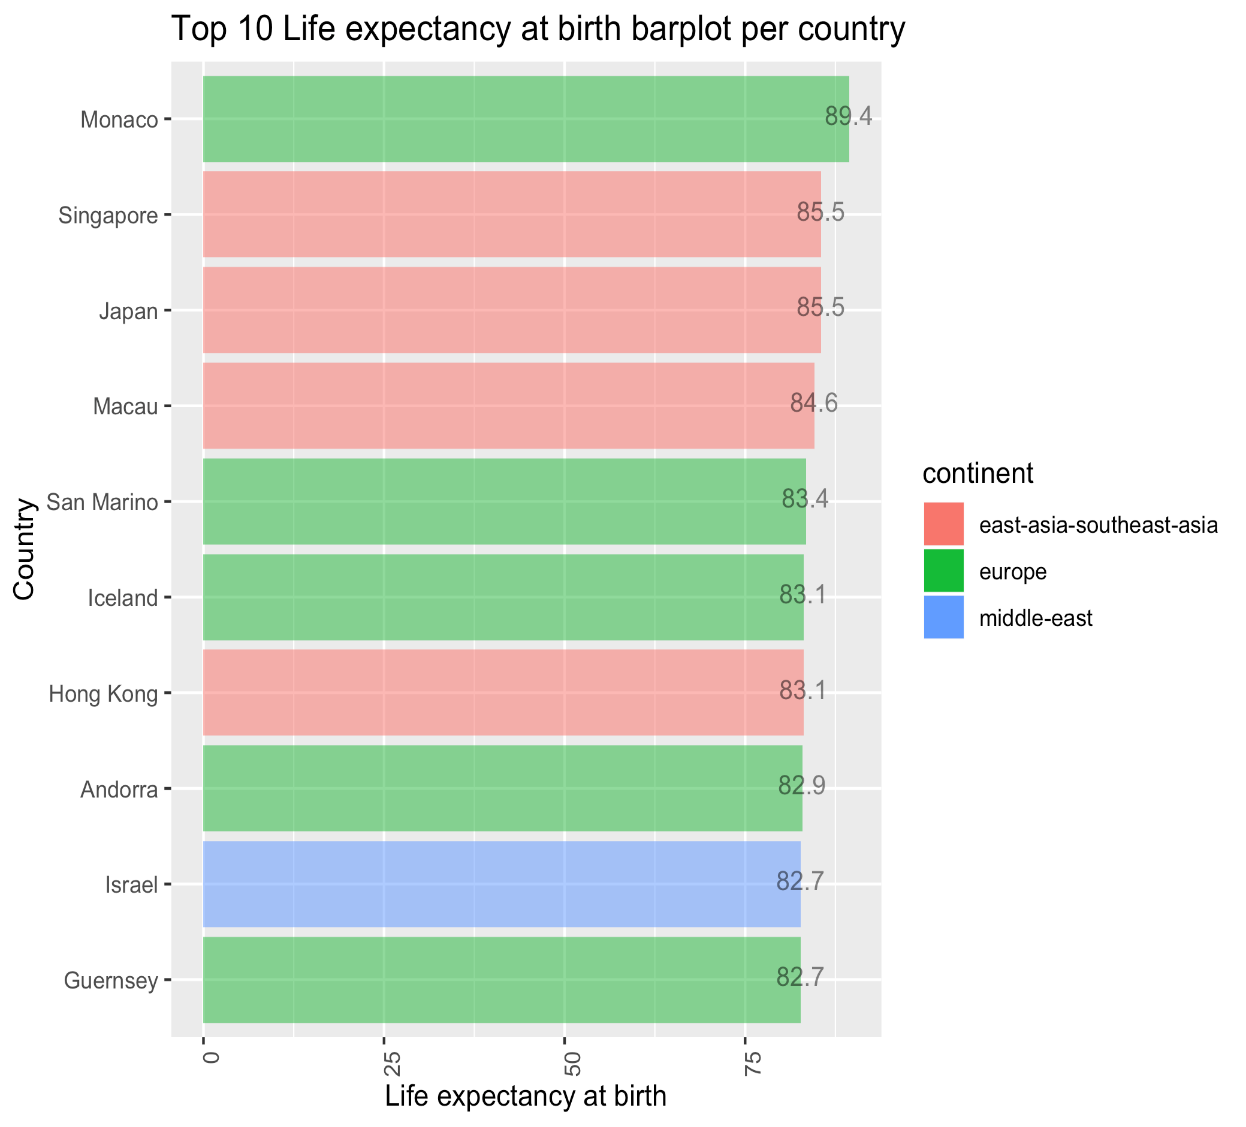 Top 10 Life expectancy at birth barplot per country
Country
Monaco 89.4
Singapore 85.5
Japan 85.5
Macau 84.6
San Marino 83.4
Iceland 83.1
Hong Kong 83.1
Andorra 82.9
Israel 82.7
Guernsey 82.7
0 25 50 75
Life expectancy at birth
continent
east-asia-southeast-asia
europe
middle-east